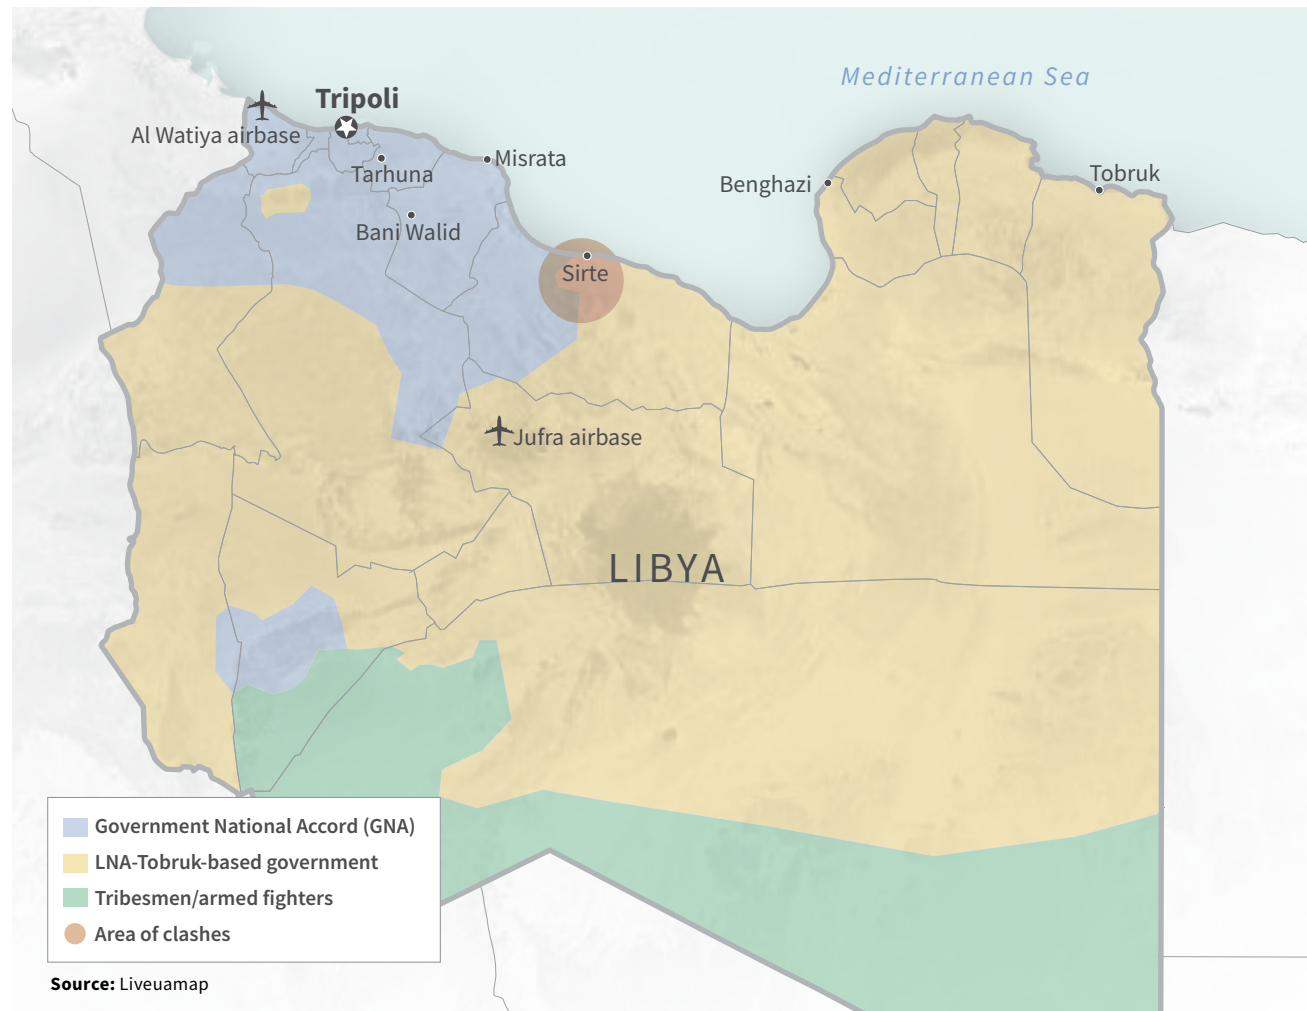 Mediterranean Sea
Tripoli
Al Watiya airbase
Misrata
Tarhuna
Tobruk
Benghazi
Bani Walid
Sirte
Jufra airbase
LIBYA
Government National Accord (GNA)
LNA-Tobruk-based government
Tribesmen/armed fighters
Area of clashes
Source: Liveuamap